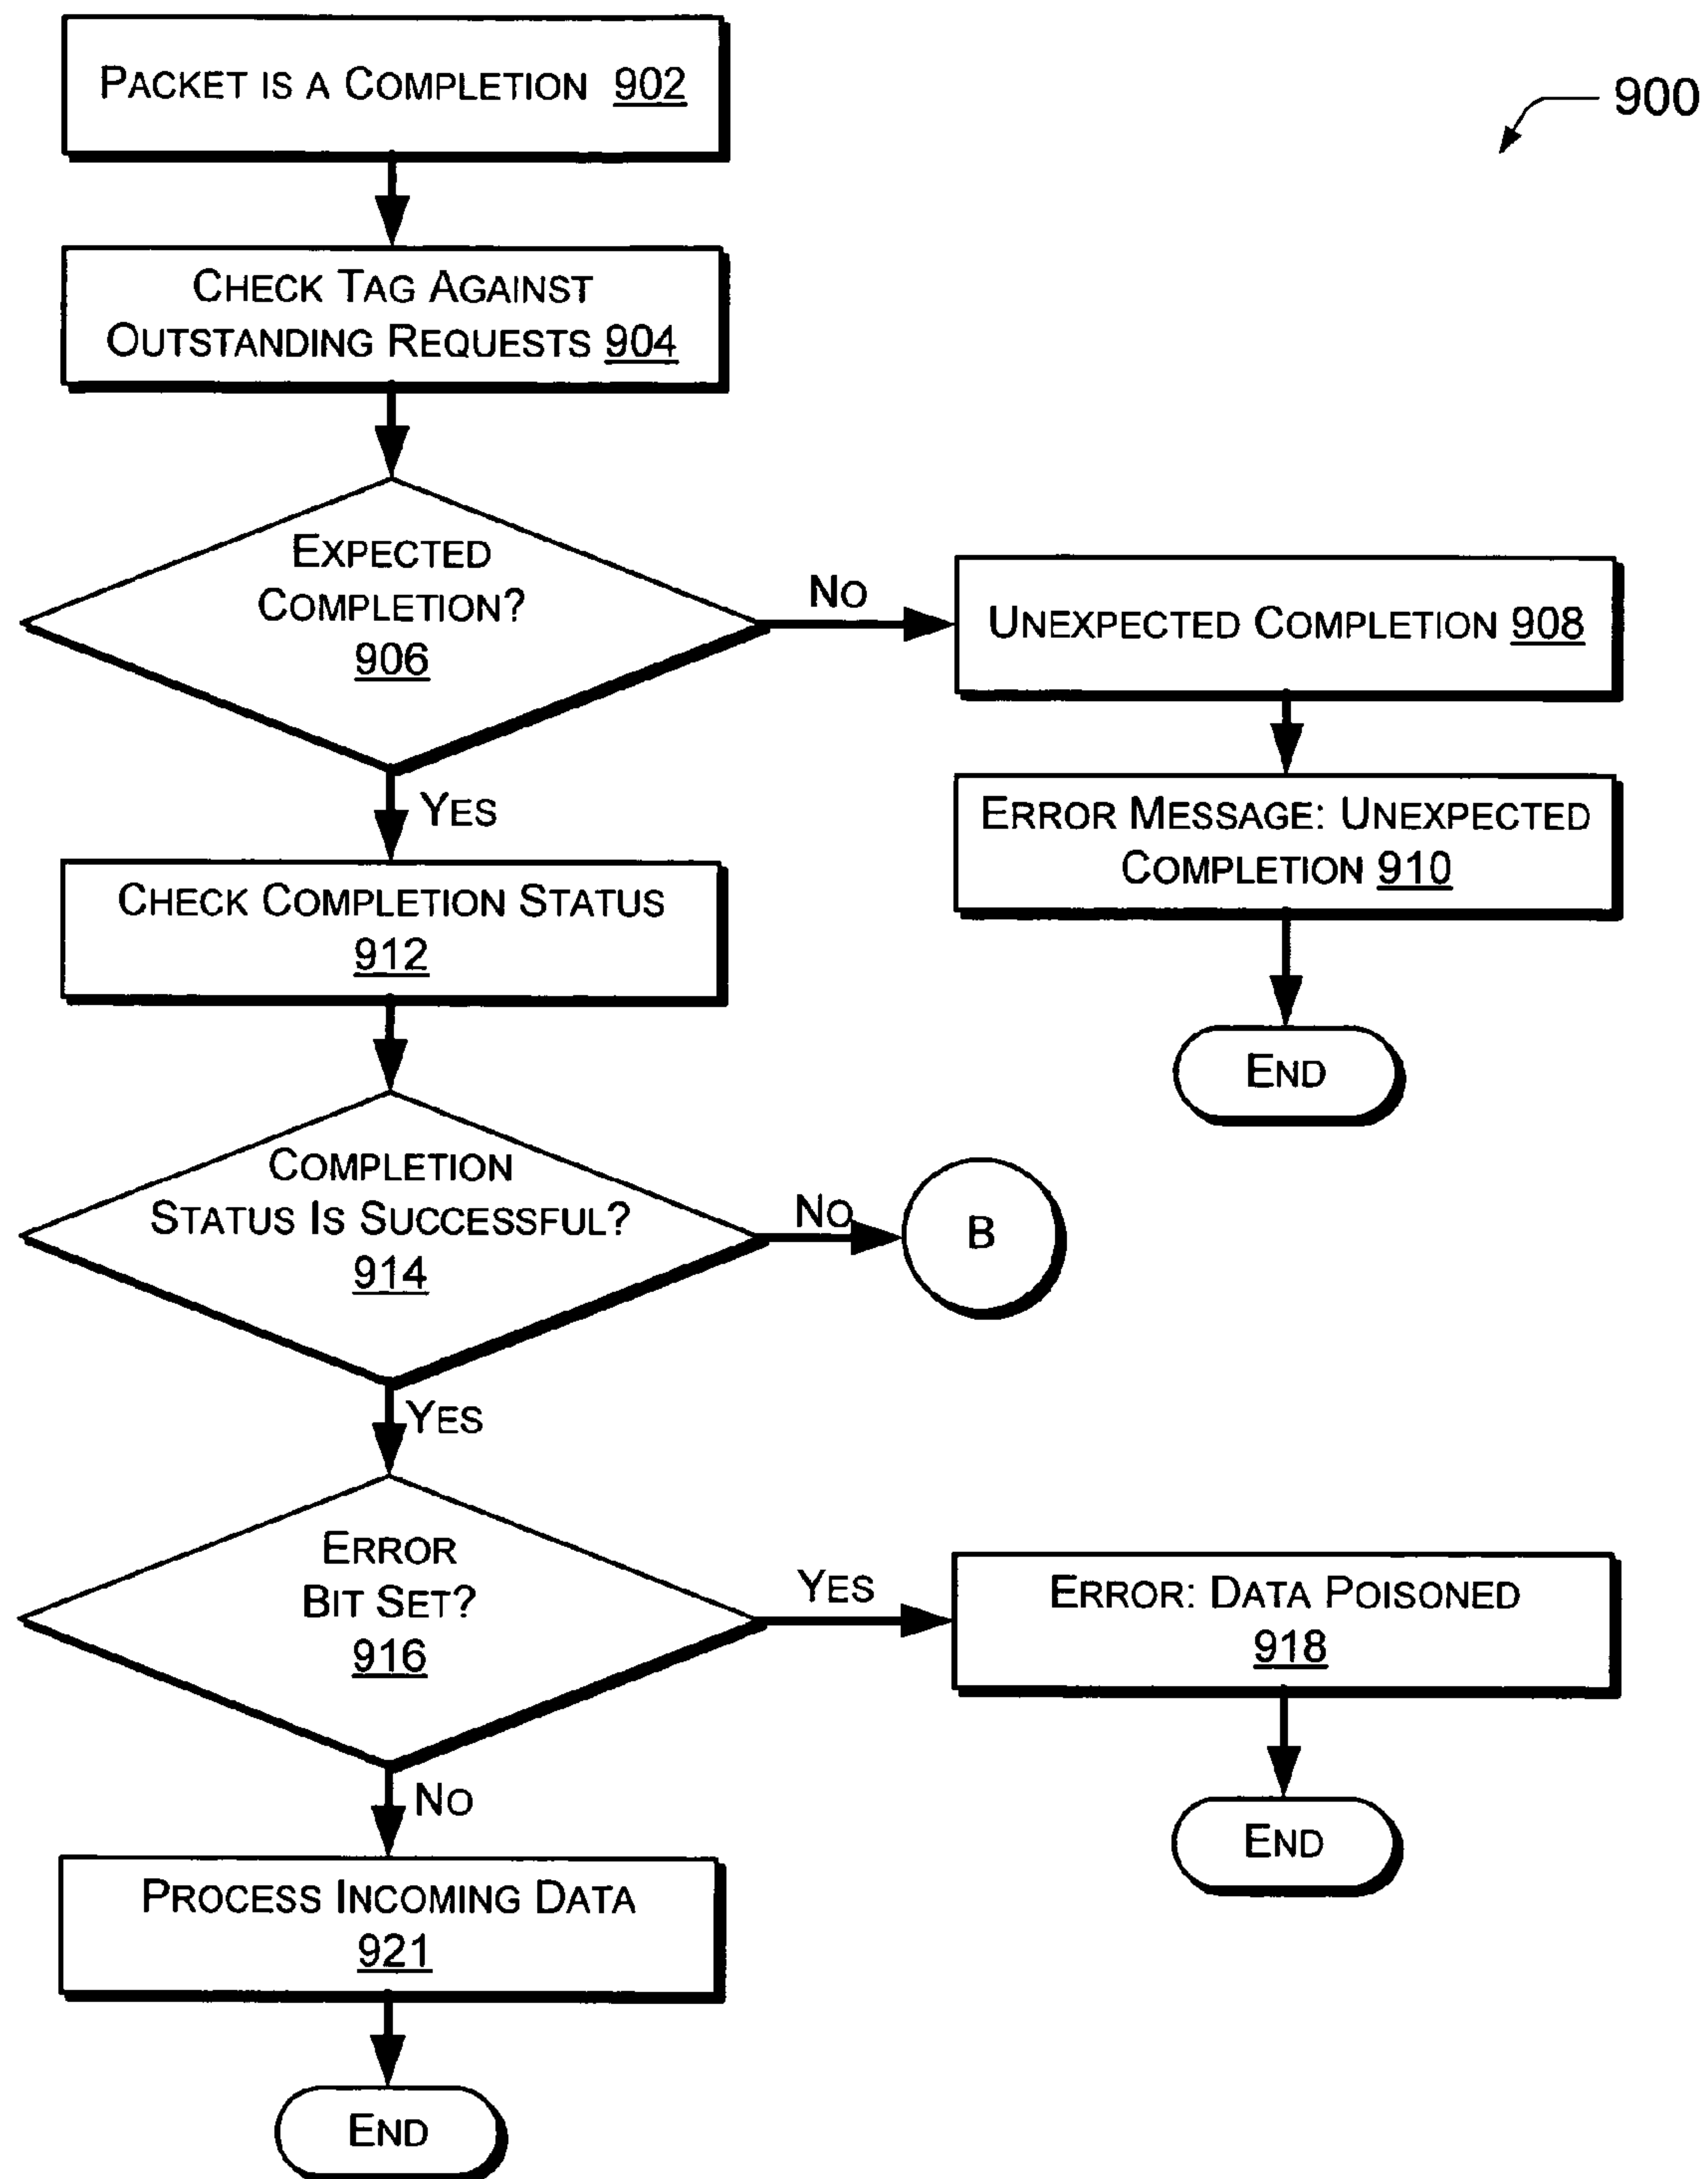 PACKET IS A COMPLETION 902
900
CHECK TAG AGAINST
OUTSTANDING REQUESTS 904
EXPECTED
COMPLETION?
906
NO
UNEXPECTED COMPLETION 908
YES
ERROR MESSAGE: UNEXPECTED
COMPLETION 910
CHECK COMPLETION STATUS
912
END
COMPLETION
STATUS IS SUCCESSFUL?
914
NO
B
YES
ERROR
BIT SET?
916
YES
ERROR: DATA POISONED
918
NO
END
PROCESS INCOMING DATA
921
END